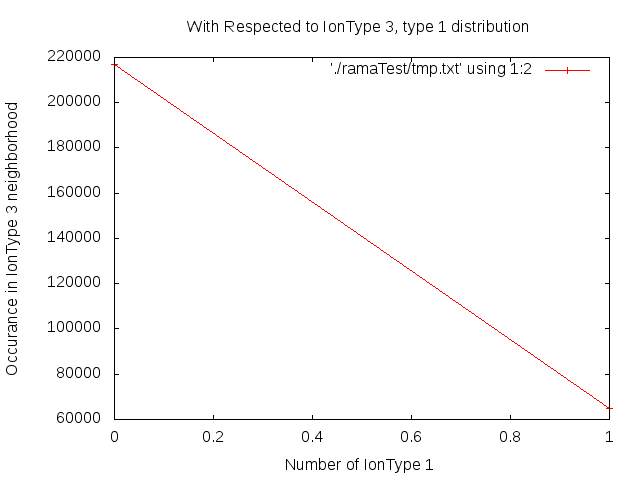 With Respected to IonType 3, type 1 distribution
'./ramaTest/tmp.txt' using 1:2
Occurance in IonType 3 neighborhood
220000
200000
180000
160000
140000
120000
100000
80000
60000
0 0.2 0.4 0.6 0.8 1
Number of IonType 1